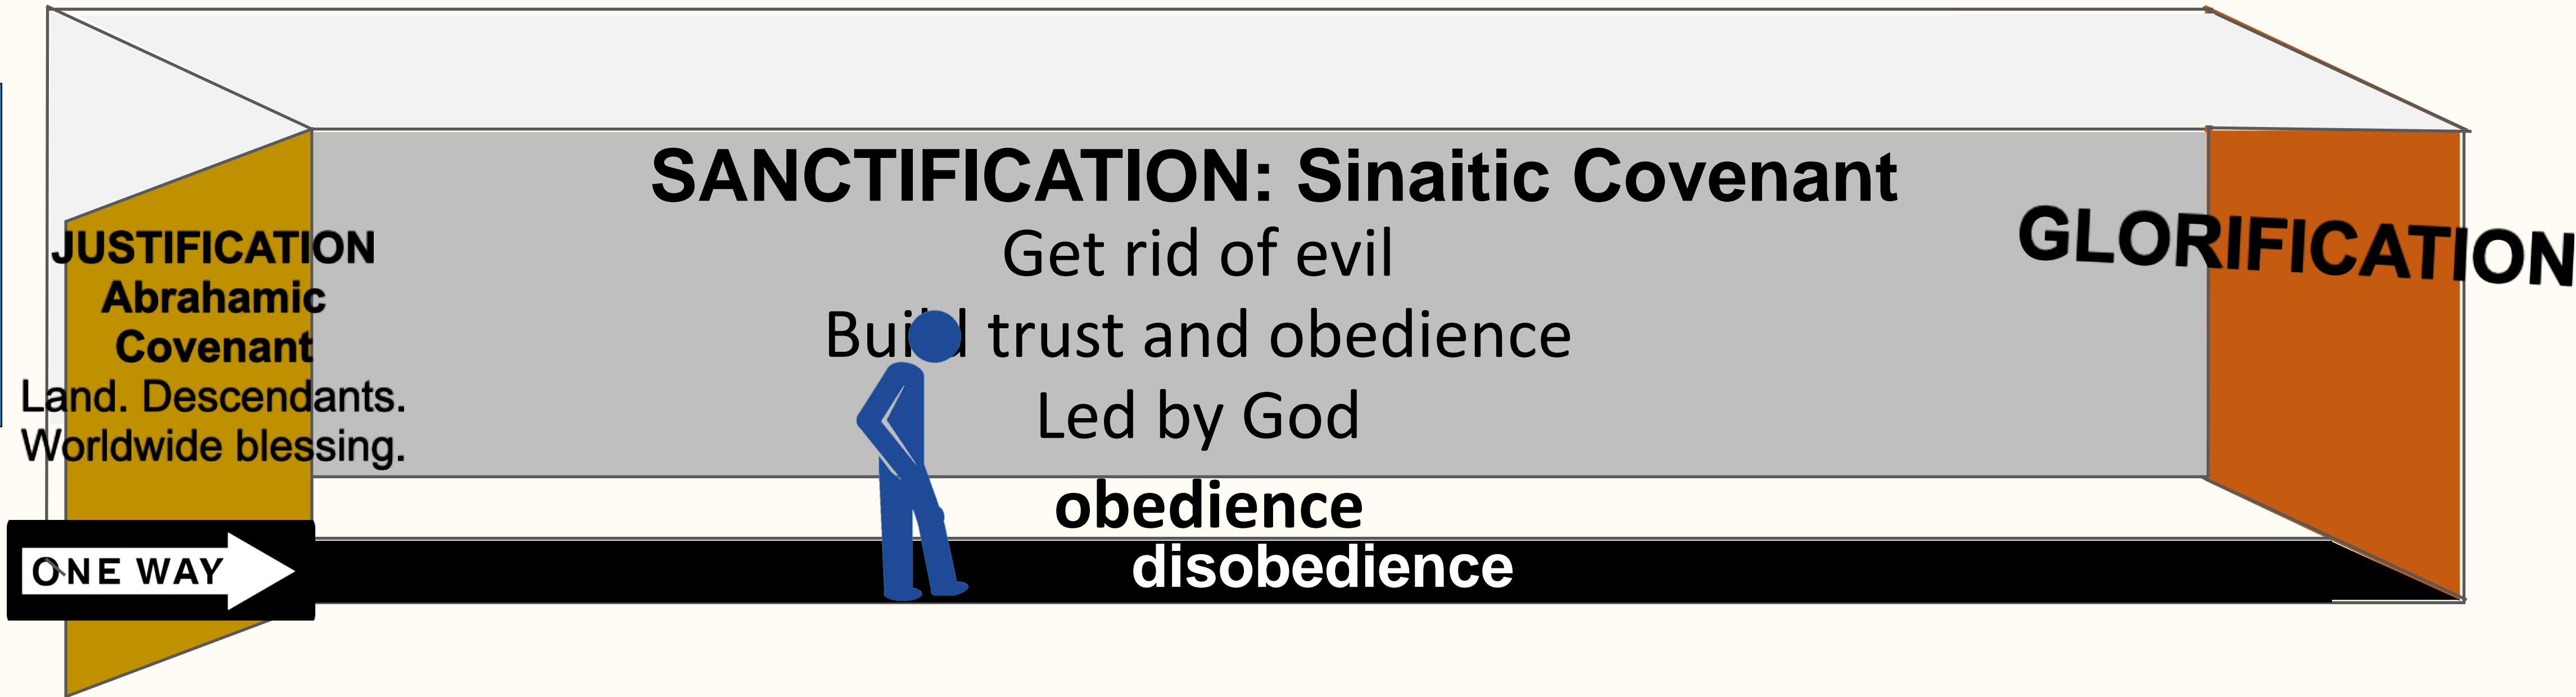 SANCTIFICATION: Sinaitic Covenant
Get rid of evil
Build trust and obedience
Led by God
JUSTIFICATION
Abrahamic
Covenant
Land. Descendants.
Worldwide blessing.
GLORIFICATION
obedience
disobedience
ONE WAY